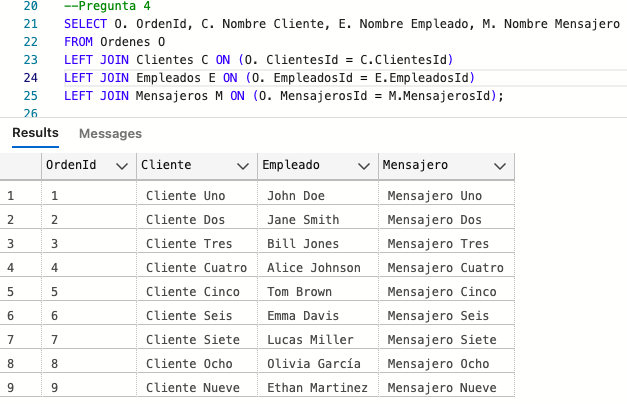 20 --Pregunta 4
21 SELECT O. OrdenId, C. Nombre Cliente, E. Nombre Empleado, M. Nombre Mensajero
22 FROM Ordenes O
23 LEFT JOIN Clientes C ON (O. ClientesId = C.ClientesId)
24 LEFT JOIN Empleados E ON (O. EmpleadosId = E.EmpleadosId)
25 LEFT JOIN Mensajeros M ON (O. MensajerosId = M.MensajerosId);
26
Results Messages
OrdenId Cliente Empleado Mensajero
1 1 Cliente Uno John Doe Mensajero Uno
2 2 Cliente Dos Jane Smith Mensajero Dos
3 3 Cliente Tres Bill Jones Mensajero Tres
4 4 Cliente Cuatro Alice Johnson Mensajero Cuatro
5 5 Cliente Cinco Tom Brown Mensajero Cinco
6 6 Cliente Seis Emma Davis Mensajero Seis
7 7 Cliente Siete Lucas Miller Mensajero Siete
8 8 Cliente Ocho Olivia García Mensajero Ocho
9 9 Cliente Nueve Ethan Martinez Mensajero Nueve